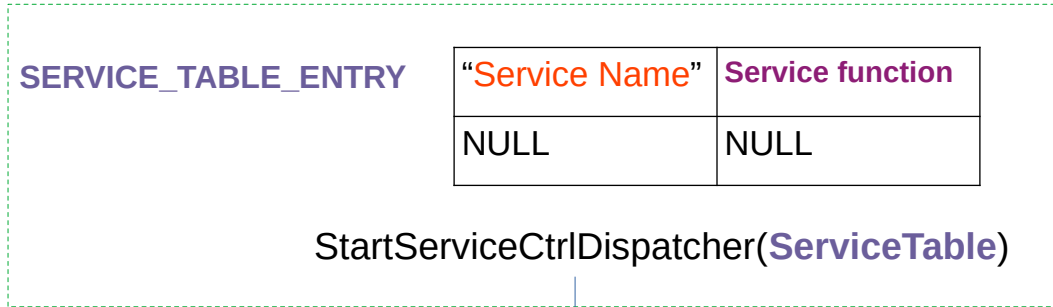 SERVICE_TABLE_ENTRY
“Service Name” Service function
NULL NULL
StartServiceCtrlDispatcher(ServiceTable)